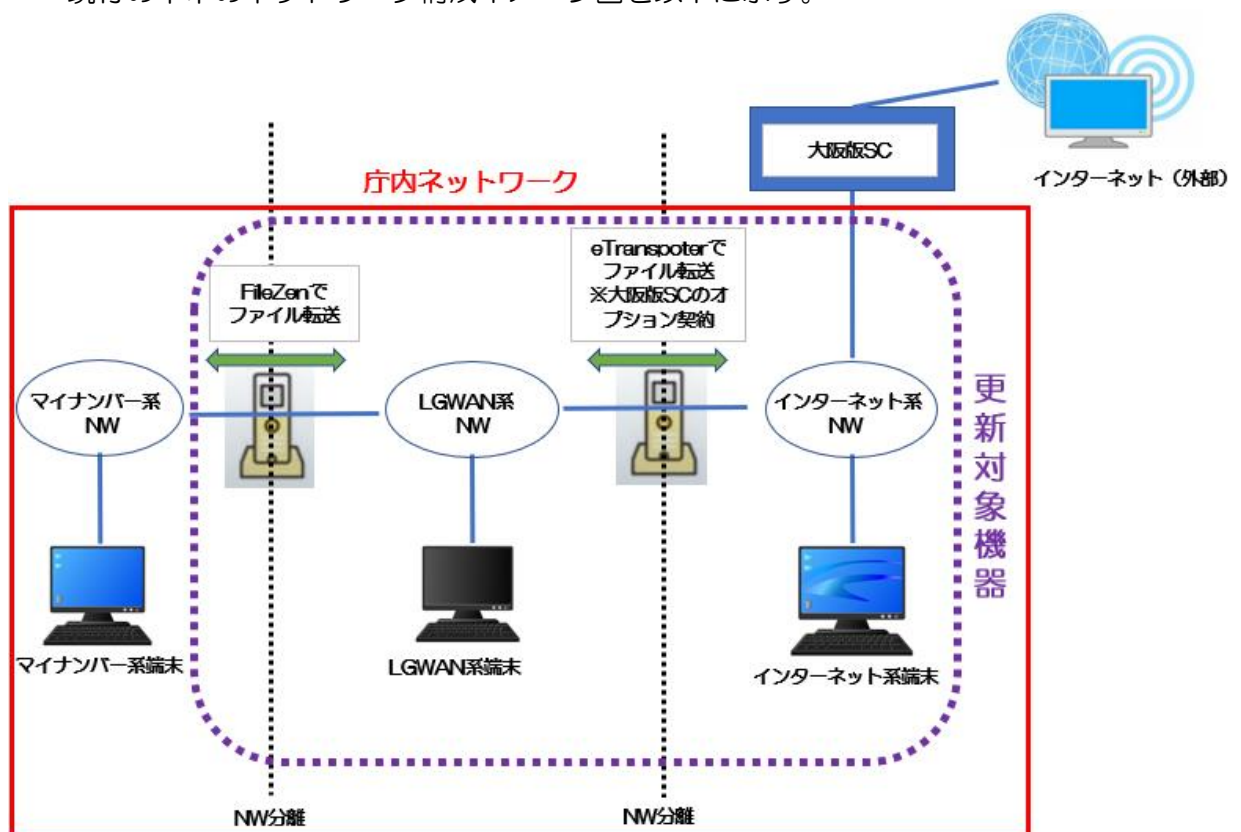 大阪版SC
インターネット（外部）
庁内ネットワーク
eTranspoterで
ファイル転送
※大阪版SCのオ
プション契約
FileZenで
ファイル転送
マイナンバー系
NW
LGWAN系
NW
インターネット系
NW
更新対象機器
マイナンバー系端末
LGWAN系端末
インターネット系端末
NW分離
NW分離